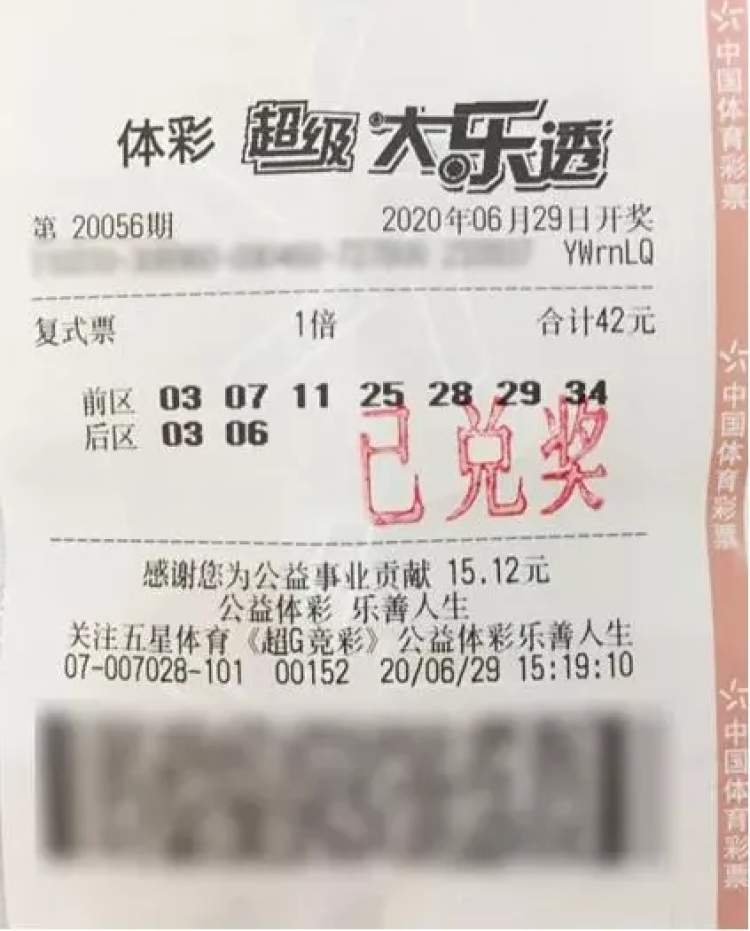 体彩 超级大乐透
第 20056期 2020年06月29日开奖
YWrnLQ
复式票 1倍 合计42元
前区 03 07 11 25 28 29 34
后区 03 06
已兑奖
感谢您为公益事业贡献 15.12元
公益体彩 乐善人生
关注五星体育《超G竞彩》公益体彩乐善人生
07-007028-101 00152 20/06/29 15:19:10
中国体育彩票
中国体育彩票
中国体育彩票